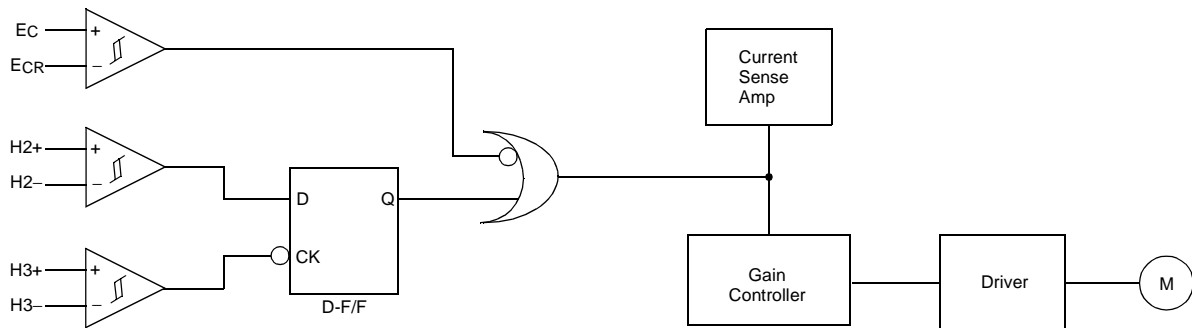 EC
+
ECR
−
H2+
+
H2−
−
D
Q
CK
D-F/F
H3+
+
H3−
−
Current
Sense
Amp
Gain
Controller
Driver
M